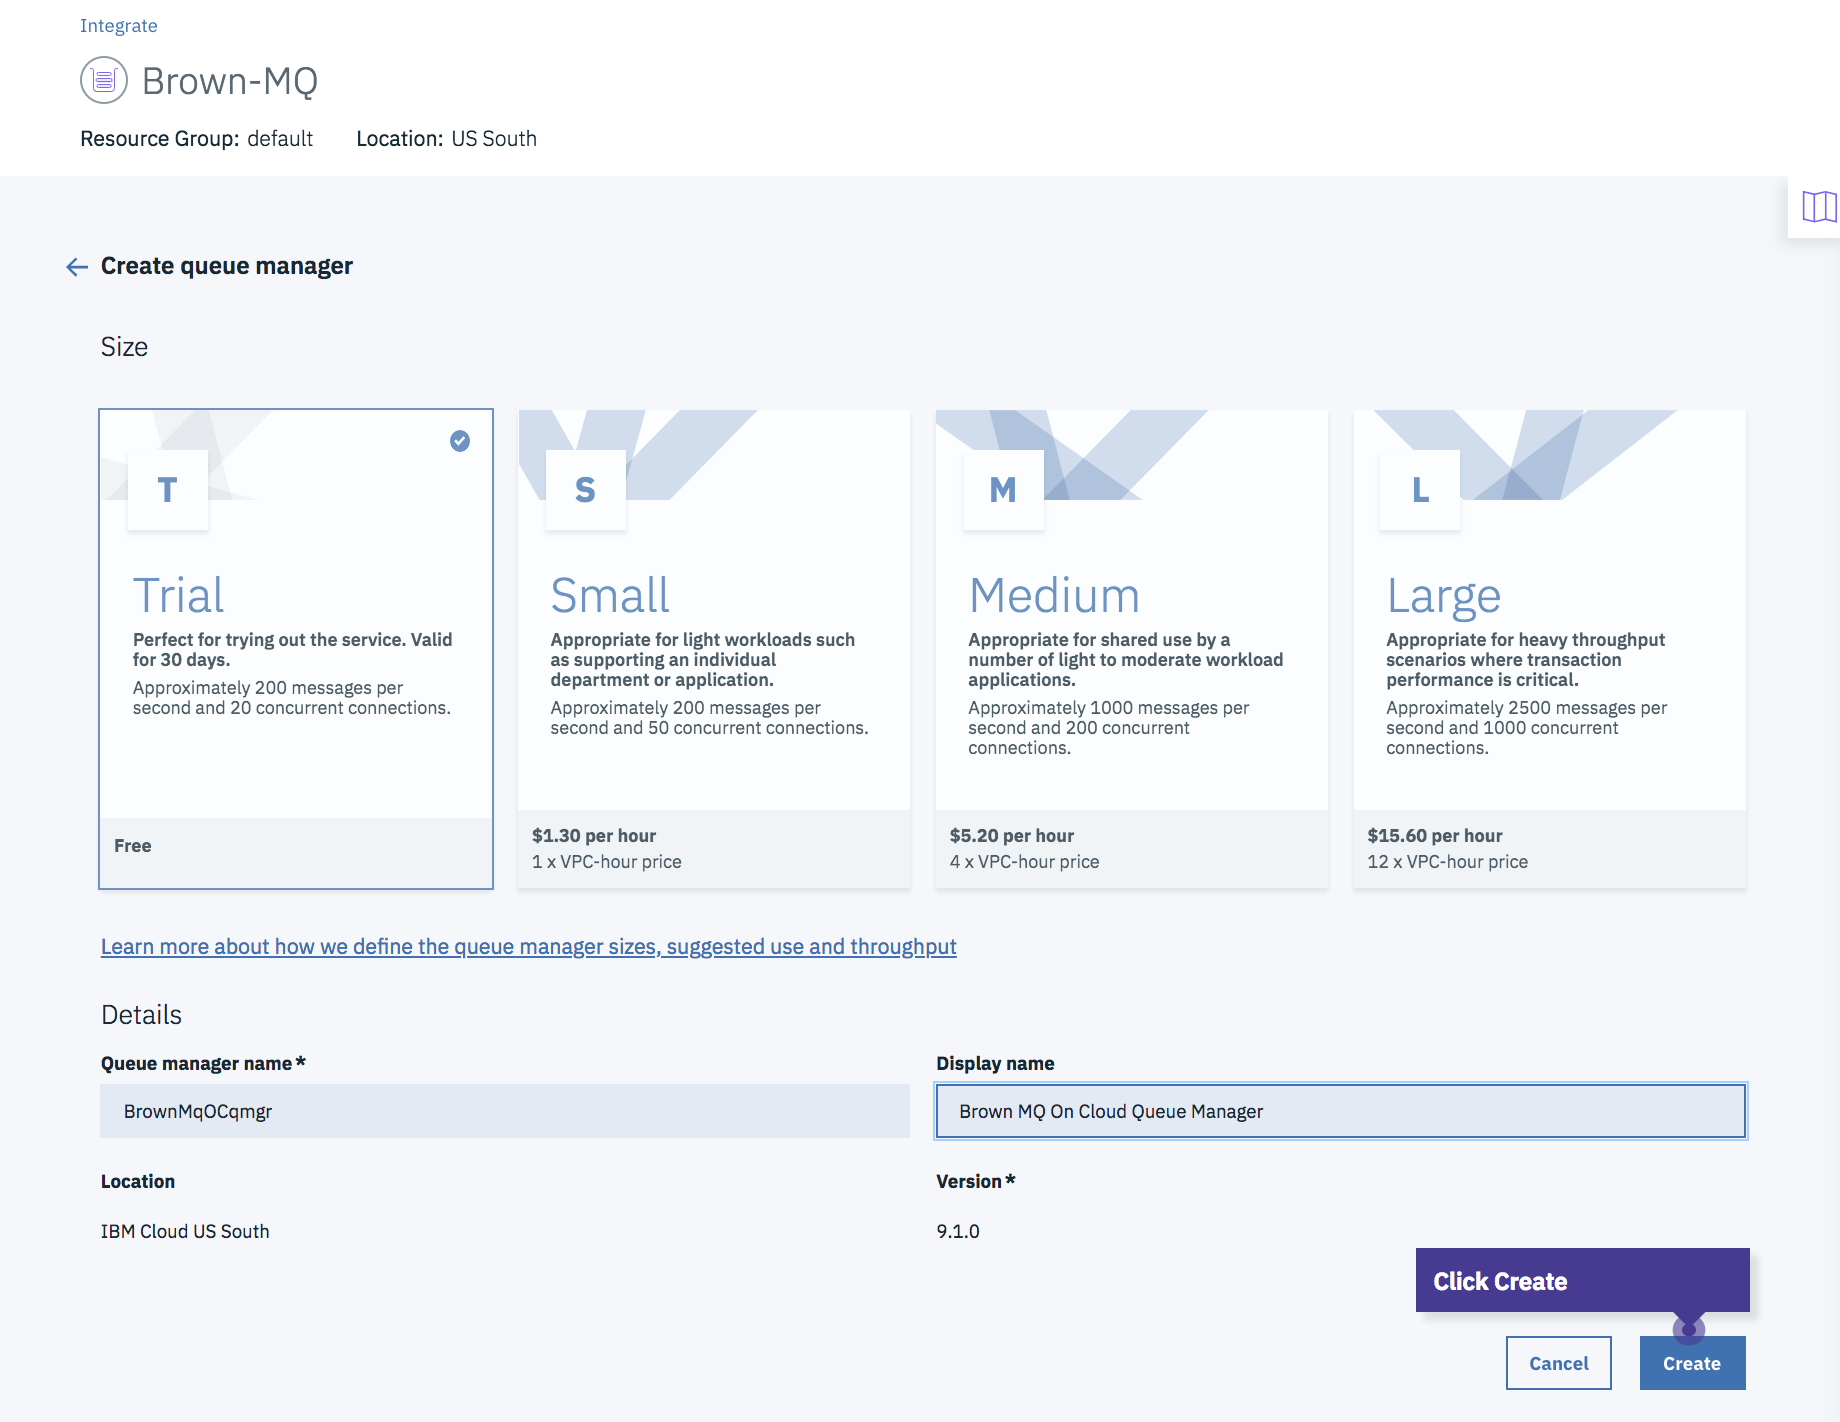 Integrate
Brown-MQ
Resource Group: default Location: US South
Create queue manager
Size
T
Trial
Perfect for trying out the service. Valid
for 30 days.
Approximately 200 messages per
second and 20 concurrent connections.
Free
S
Small
Appropriate for light workloads such
as supporting an individual
department or application.
Approximately 200 messages per
second and 50 concurrent connections.
$1.30 per hour
1 x VPC-hour price
M
Medium
Appropriate for shared use by a
number of light to moderate workload
applications.
Approximately 1000 messages per
second and 200 concurrent
connections.
$5.20 per hour
4 x VPC-hour price
L
Large
Appropriate for heavy throughput
scenarios where transaction
performance is critical.
Approximately 2500 messages per
second and 1000 concurrent
connections.
$15.60 per hour
12 x VPC-hour price
Learn more about how we define the queue manager sizes, suggested use and throughput
Details
Queue manager name*
BrownMqOCqmgr
Display name
Brown MQ On Cloud Queue Manager
Location
IBM Cloud US South
Version*
9.1.0
Click Create
Cancel
Create